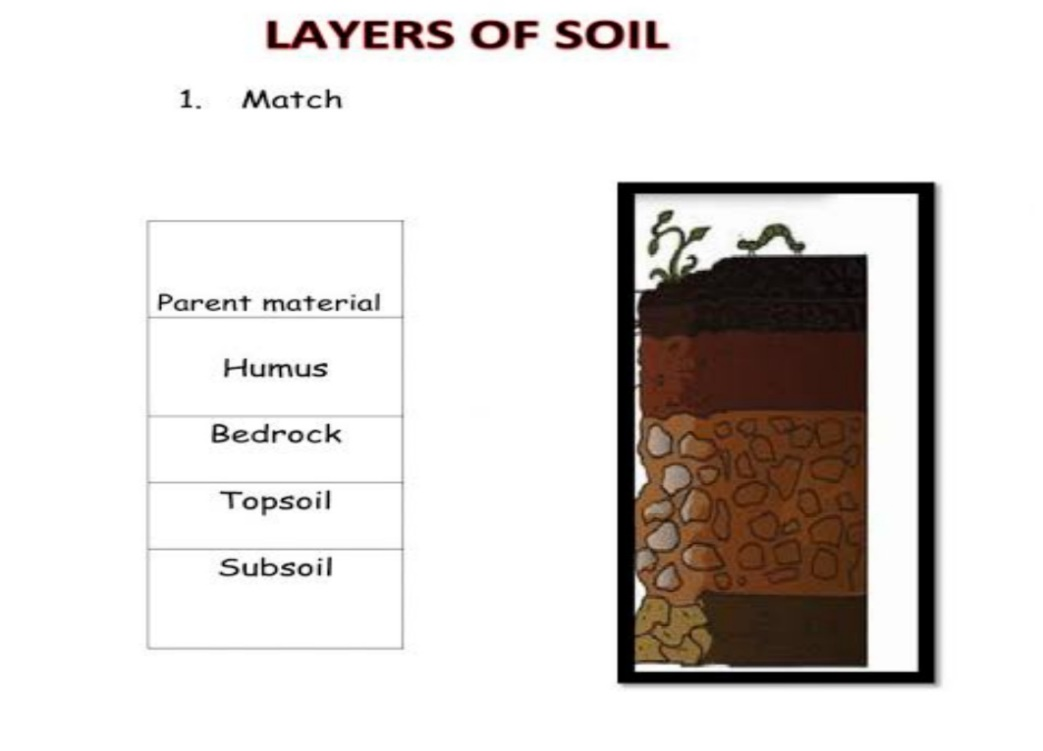 LAYERS OF SOIL
1. Match
Parent material
Humus
Bedrock
Topsoil
Subsoil